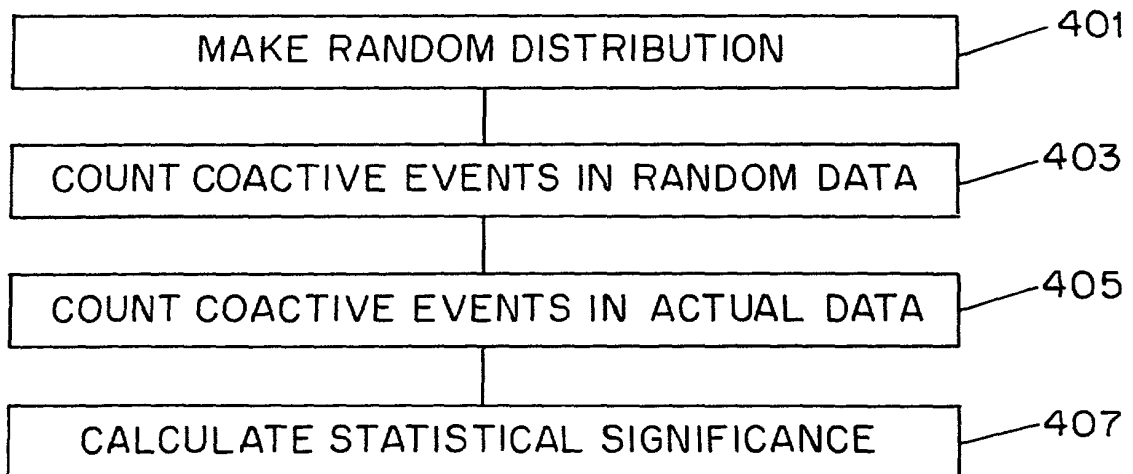 MAKE RANDOM DISTRIBUTION
401
COUNT COACTIVE EVENTS IN RANDOM DATA
403
COUNT COACTIVE EVENTS IN ACTUAL DATA
405
CALCULATE STATISTICAL SIGNIFICANCE
407